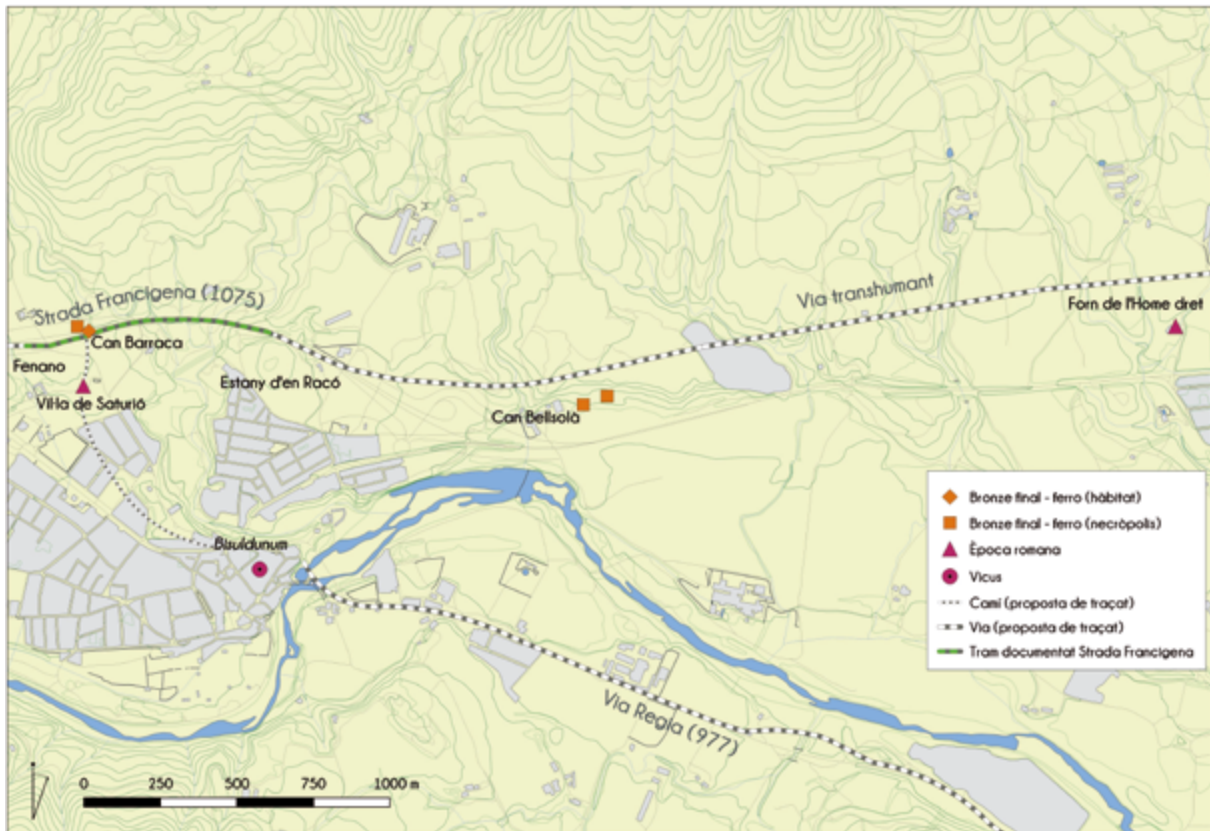 Strada Francigena (1075)
Via transhumant
Forn de l'Home dret
Can Barraca
Fenano
Estany d'en Racó
Vil·la de Saturió
Can Bellsolà
Bisuldunum
Via Regia (977)
Bronze final - ferro (hàbitat)
Bronze final - ferro (necròpolis)
Època romana
Vicus
Camí (proposta de traçat)
Via (proposta de traçat)
Tram documentat Strada Francigena
0 250 500 750 1000 m